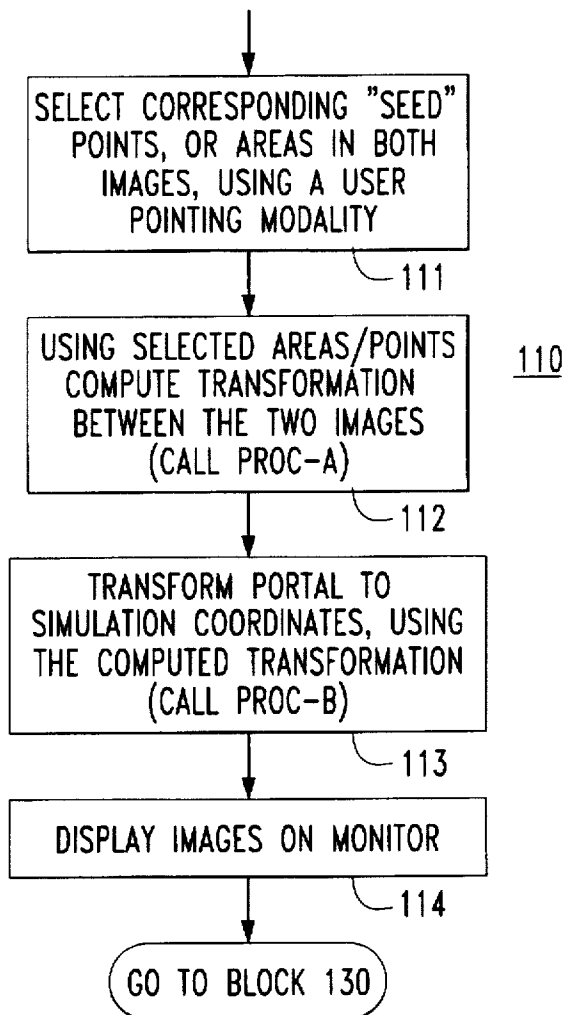 SELECT CORRESPONDING "SEED"
POINTS, OR AREAS IN BOTH
IMAGES, USING A USER
POINTING MODALITY
111
USING SELECTED AREAS/POINTS
COMPUTE TRANSFORMATION
BETWEEN THE TWO IMAGES
(CALL PROC-A)
110
112
TRANSFORM PORTAL TO
SIMULATION COORDINATES, USING
THE COMPUTED TRANSFORMATION
(CALL PROC-B)
113
DISPLAY IMAGES ON MONITOR
114
GO TO BLOCK 130